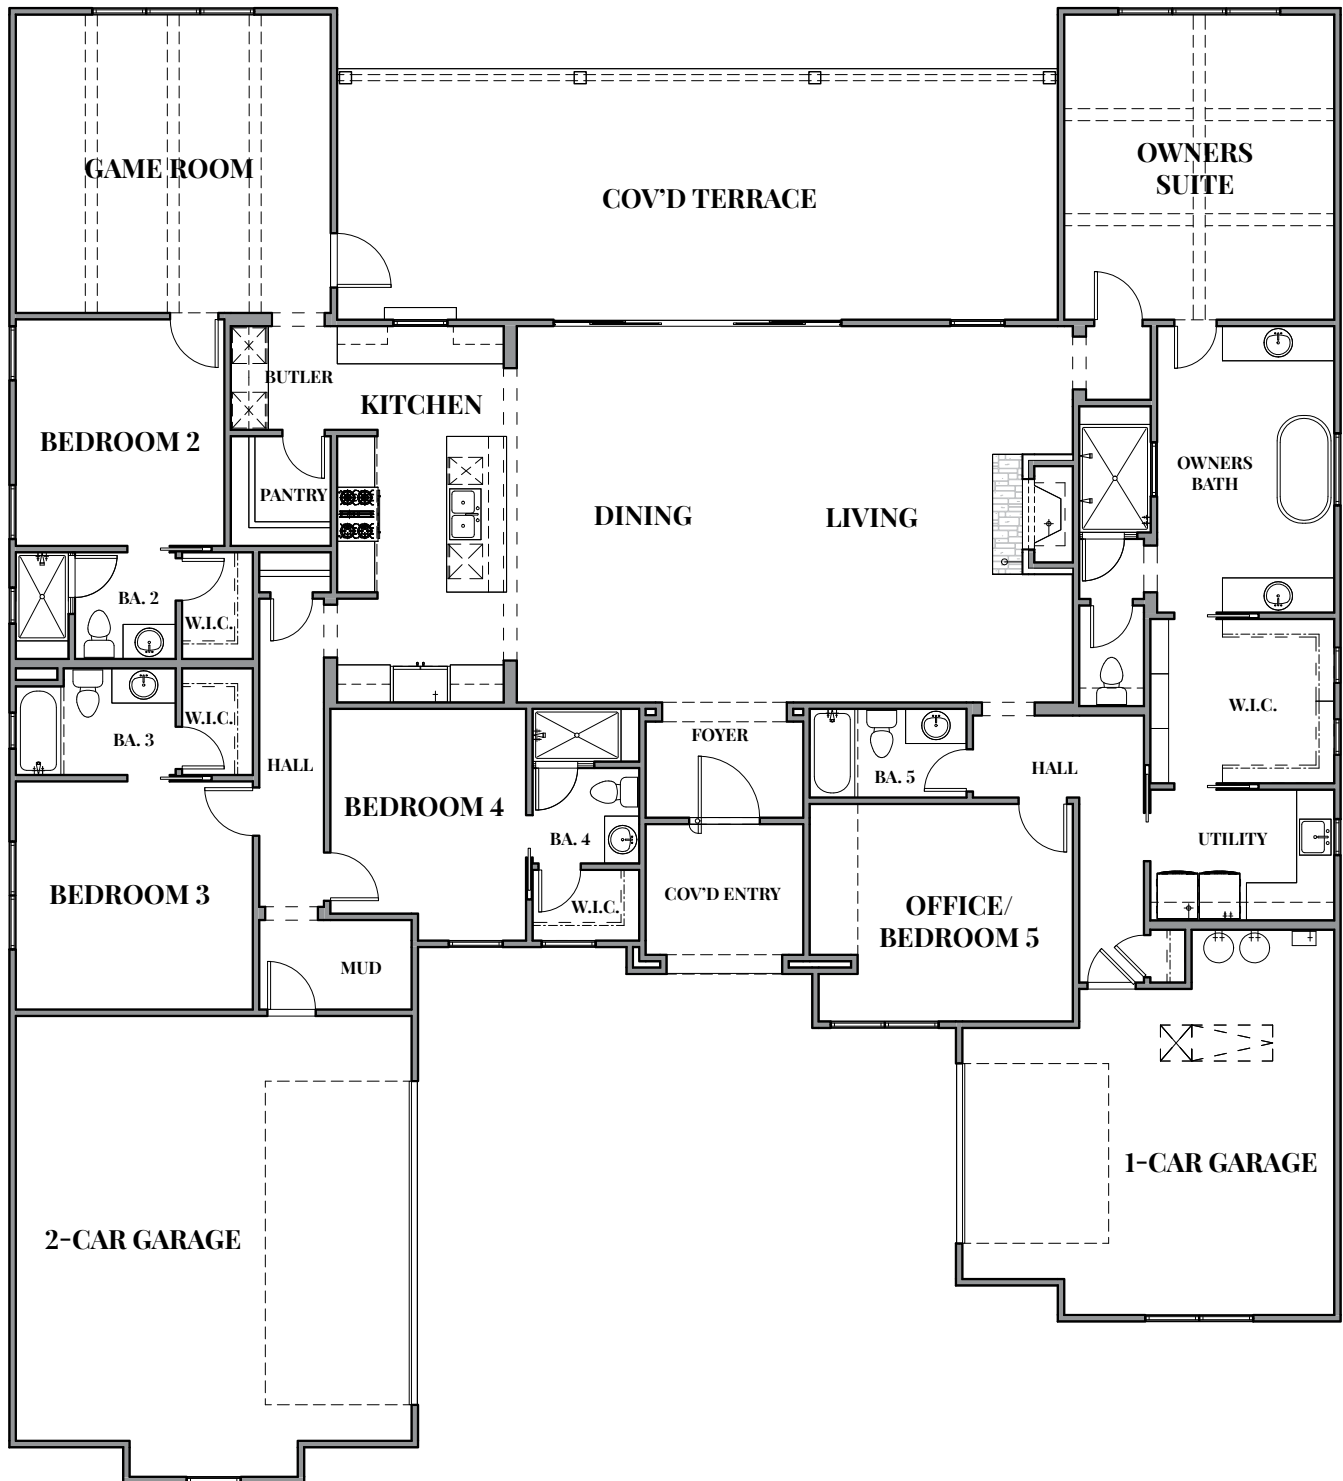 GAME ROOM
COV'D TERRACE
OWNERS
SUITE
BUTLER
KITCHEN
BEDROOM 2
PANTRY
DINING
LIVING
OWNERS
BATH
BA. 2
W.I.C.
W.I.C.
BA. 3
HALL
BEDROOM 3
BEDROOM 4
BA. 4
W.I.C.
FOYER
COV'D ENTRY
BA. 5
HALL
W.I.C.
UTILITY
OFFICE/
BEDROOM 5
MUD
2-CAR GARAGE
1-CAR GARAGE